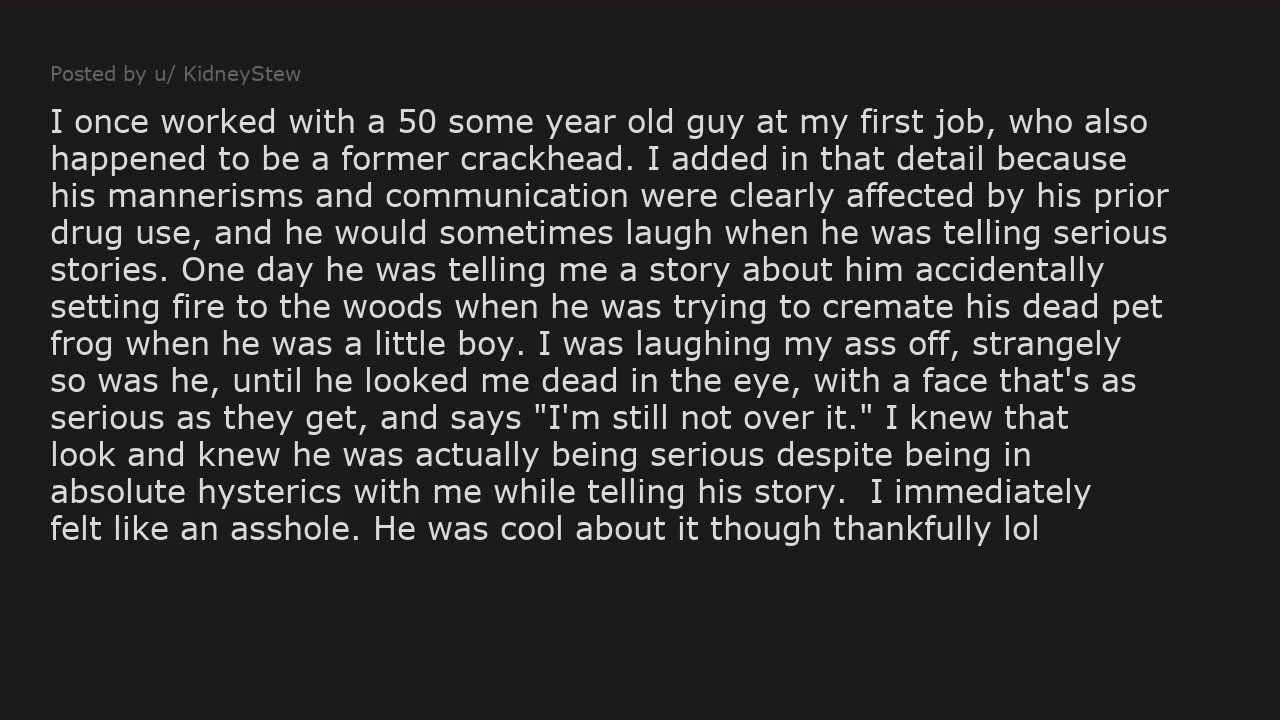 Posted by u/ KidneyStew
I once worked with a 50 some year old guy at my first job, who also
happened to be a former crackhead. I added in that detail because
his mannerisms and communication were clearly affected by his prior
drug use, and he would sometimes laugh when he was telling serious
stories. One day he was telling me a story about him accidentally
setting fire to the woods when he was trying to cremate his dead pet
frog when he was a little boy. I was laughing my ass off, strangely
so was he, until he looked me dead in the eye, with a face that's as
serious as they get, and says "I'm still not over it." I knew that
look and knew he was actually being serious despite being in
absolute hysterics with me while telling his story.  I immediately
felt like an asshole. He was cool about it though thankfully lol